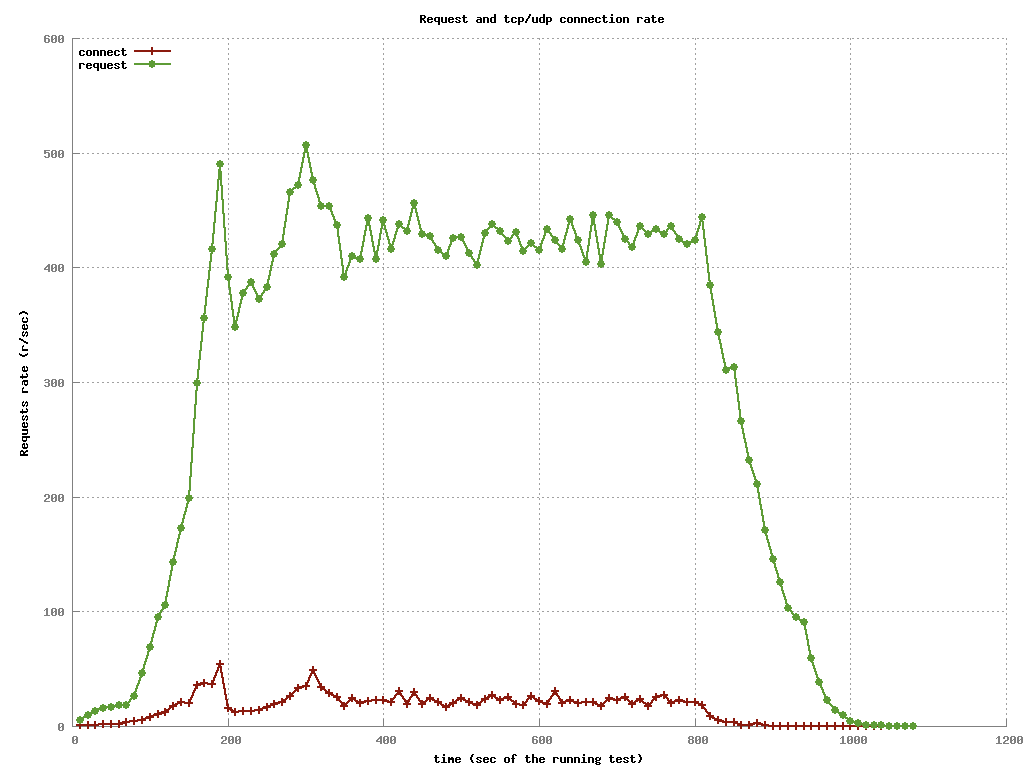 Request and tcp/udp connection rate
600
connect
request
500
400
300
200
100
0
Requests rate (r/sec)
0 200 400 600 800 1000 1200
time (sec of the running test)